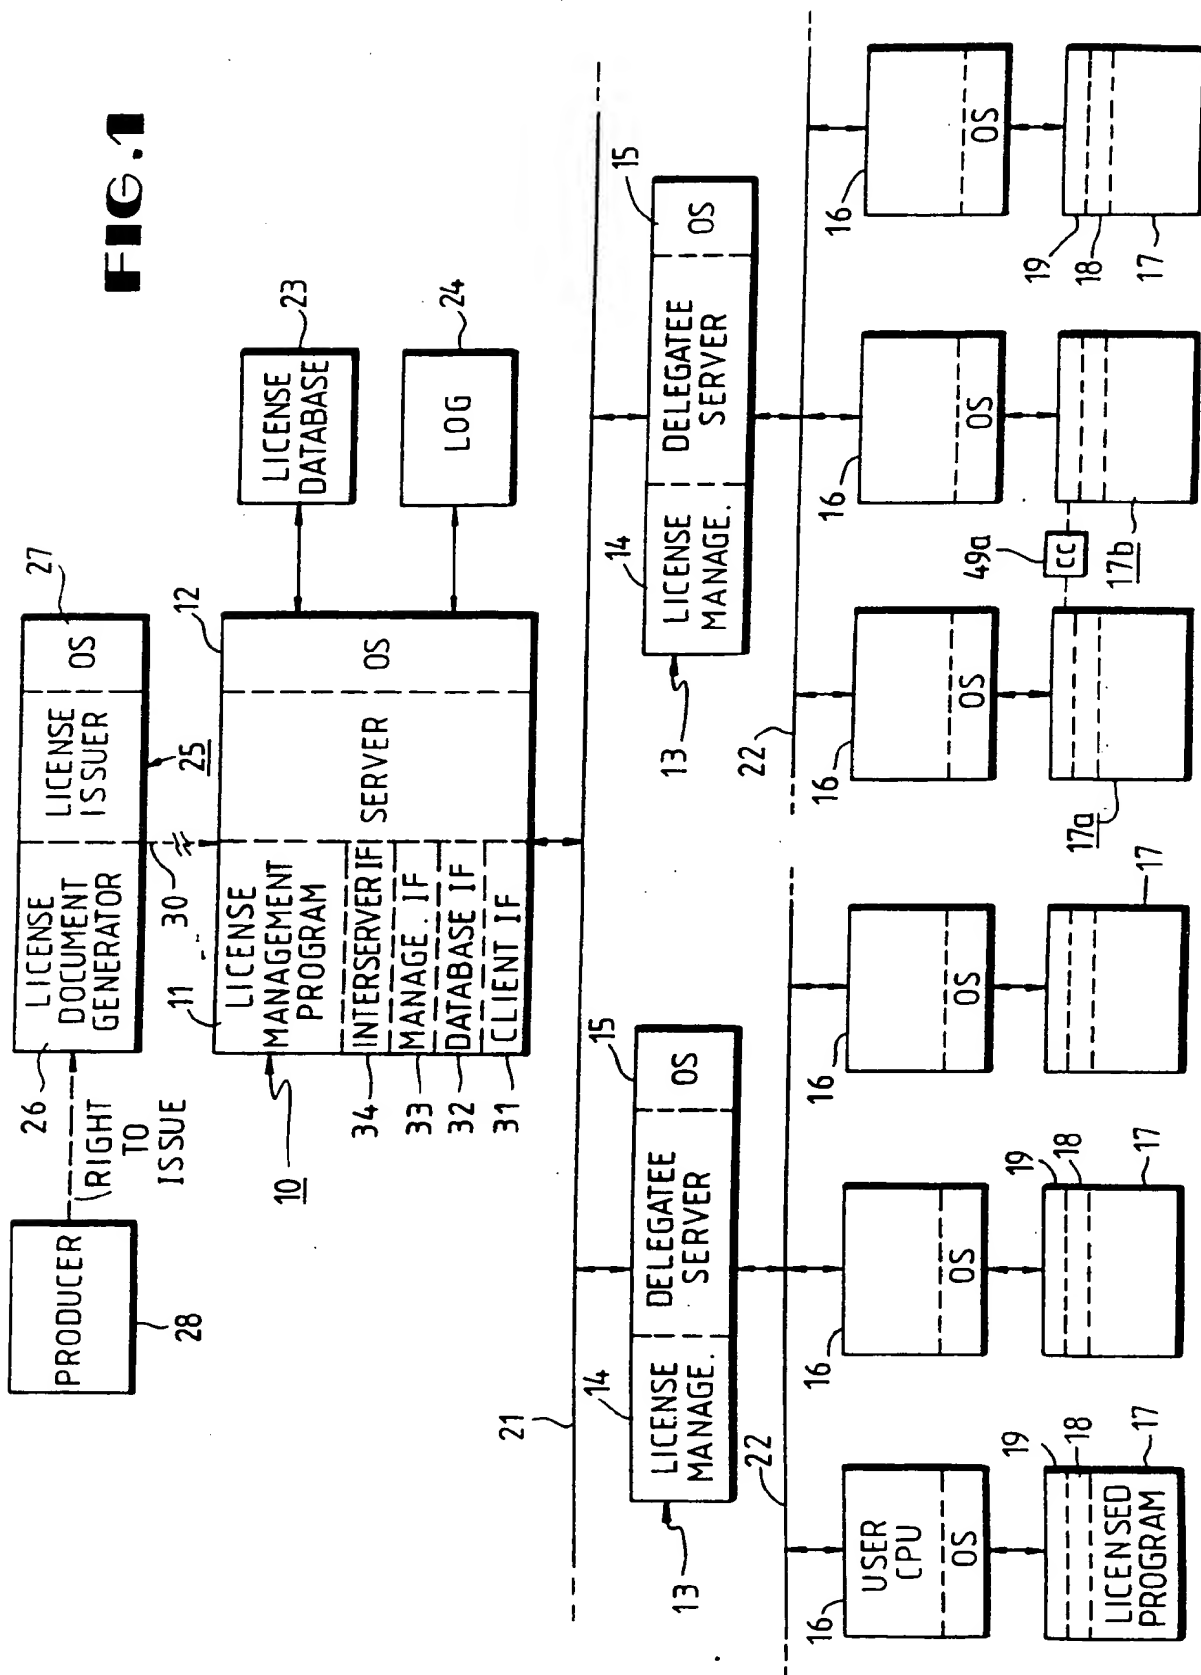 FIG.1
PRODUCER
28
(RIGHT
TO
ISSUE
26
LICENSE
DOCUMENT
GENERATOR
LICENSE
ISSUER
OS
27
25
30
10
11
LICENSE
MANAGEMENT
PROGRAM
INTERSERVER IF
MANAGE. IF
DATABASE IF
CLIENT IF
34
33
32
31
SERVER
OS
12
LICENSE
DATABASE
23
LOG
24
21
13
14
LICENSE
MANAGE.
DELEGATEE
SERVER
OS
15
13
14
LICENSE
MANAGE.
DELEGATEE
SERVER
OS
15
22
22
16
USER
CPU
OS
16
OS
16
OS
16
OS
16
OS
16
OS
19
18
17
LICENSED
PROGRAM
19
18
17
17
17a
49a
CC
17b
19
18
17